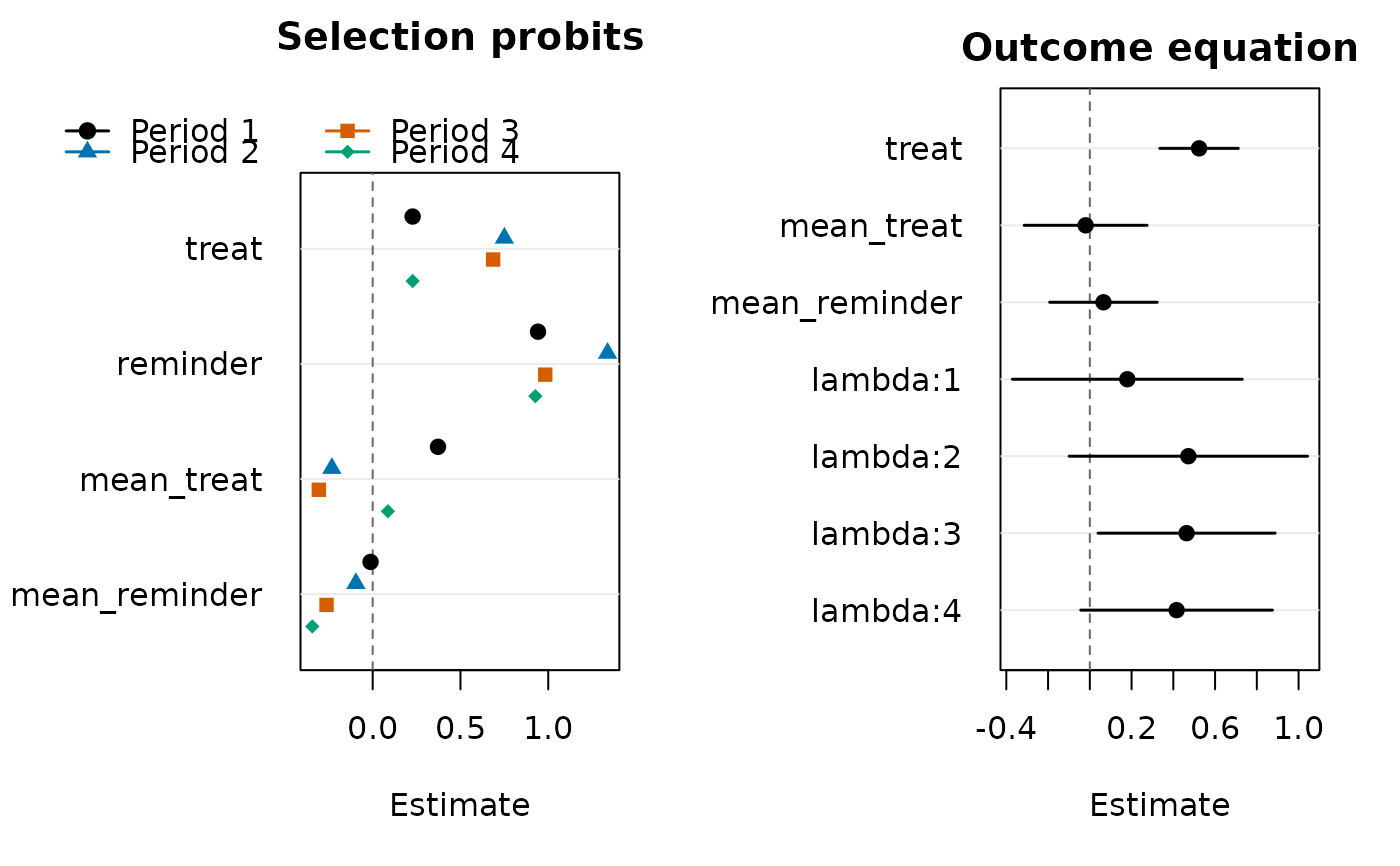 Selection probits
Period 1
Period 2
Period 3
Period 4
treat
reminder
mean_treat
mean_reminder
0.0 0.5 1.0
Estimate
Outcome equation
treat
mean_treat
mean_reminder
lambda:1
lambda:2
lambda:3
lambda:4
-0.4 0.2 0.6 1.0
Estimate